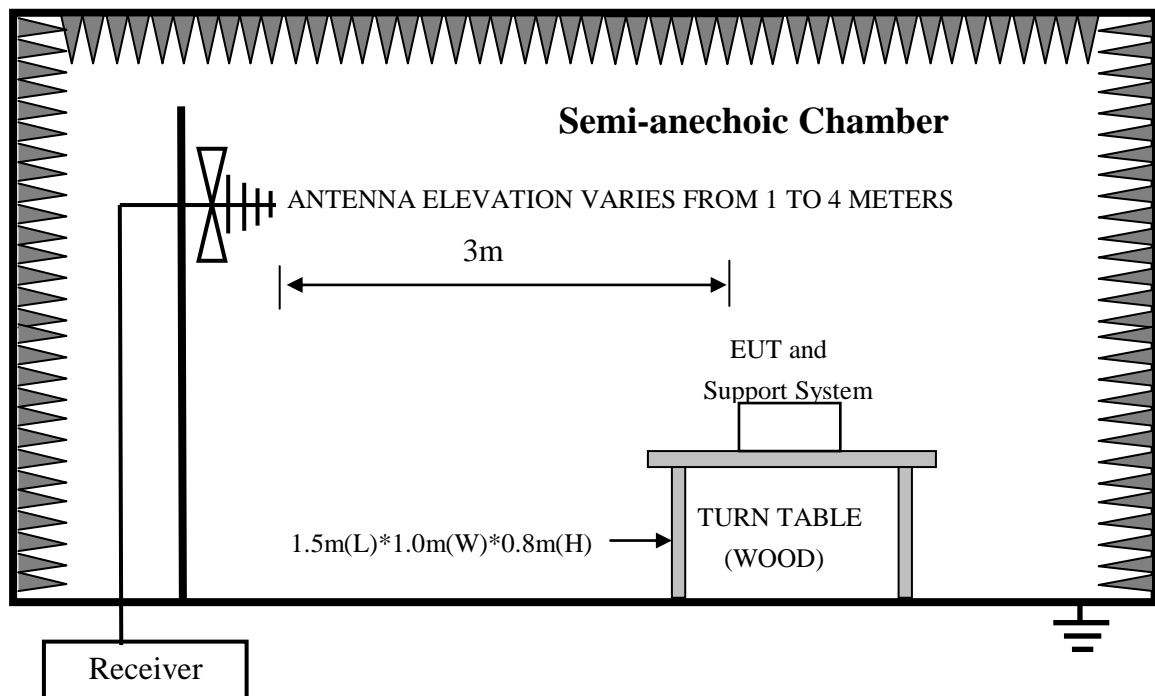 Semi-anechoic Chamber
ANTENNA ELEVATION VARIES FROM 1 TO 4 METERS
3m
EUT and
Support System
1.5m(L)*1.0m(W)*0.8m(H)
TURN TABLE
(WOOD)
Receiver